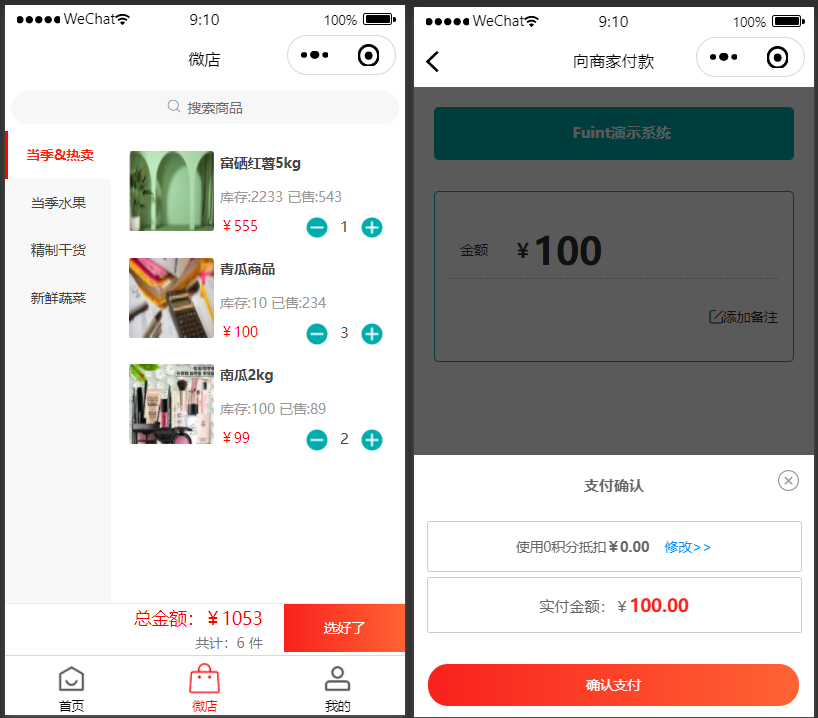 WeChat 9:10 100%
微店
搜索商品
当季&热卖
当季水果
精制干货
新鲜蔬菜
富硒红薯5kg
库存:2233 已售:543
￥555
1
青瓜商品
库存:10 已售:234
￥100
3
南瓜2kg
库存:100 已售:89
￥99
2
总金额：￥1053
共计：6 件
选好了
首页
微店
我的
WeChat 9:10 100%
向商家付款
Fuint演示系统
金额 ￥100
添加备注
支付确认
使用0积分抵扣￥0.00 修改>>
实付金额：￥100.00
确认支付